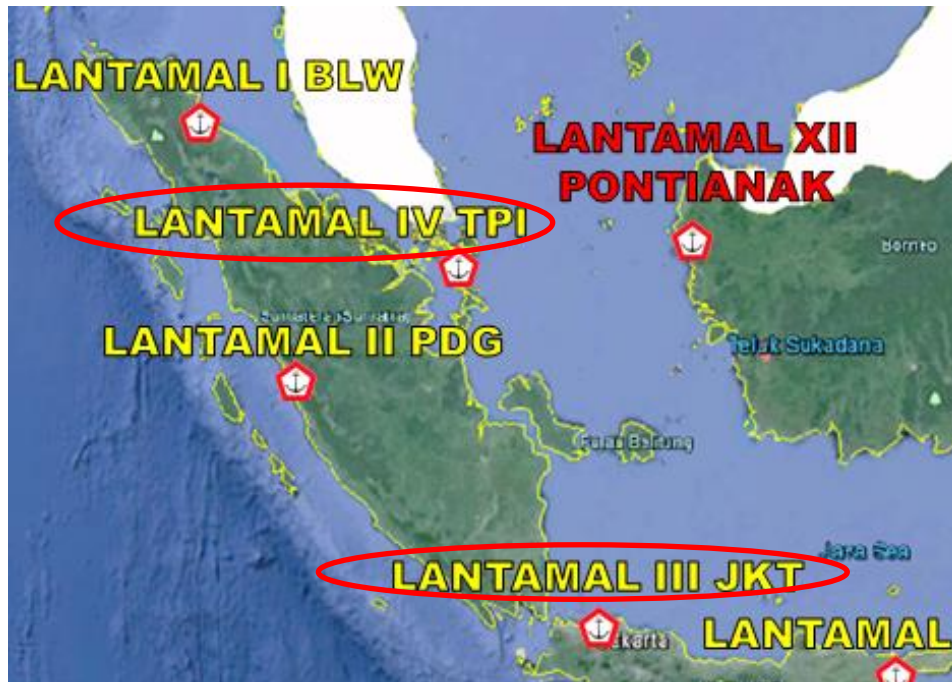 LANTAMAL I BLW
LANTAMAL XII
PONTIANAK
LANTAMAL IV TPI
Borneo
LANTAMAL II PDG
Teluk Sukadana
LANTAMAL III JKT
Java Sea
LANTAMAL